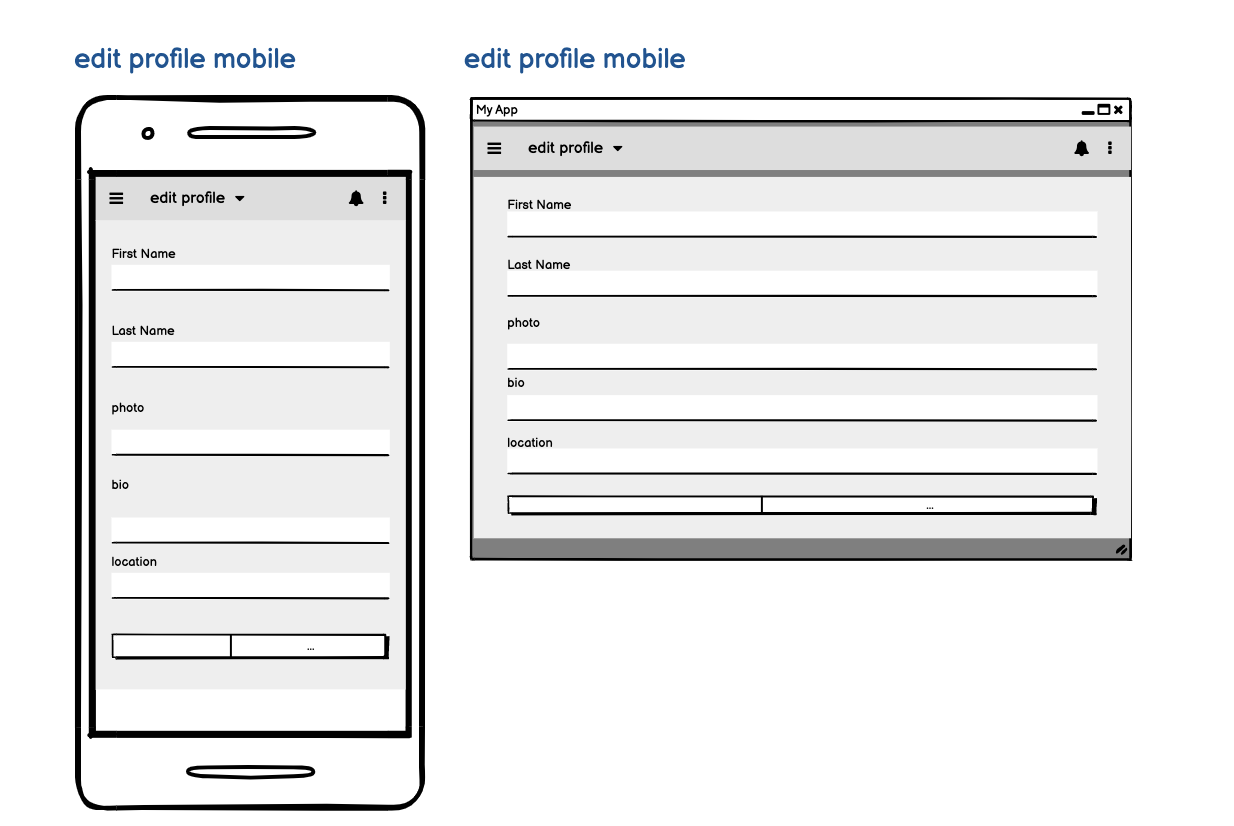 edit profile mobile
edit profile
First Name
Last Name
photo
bio
location
...
edit profile mobile
My App
edit profile
First Name
Last Name
photo
bio
location
...